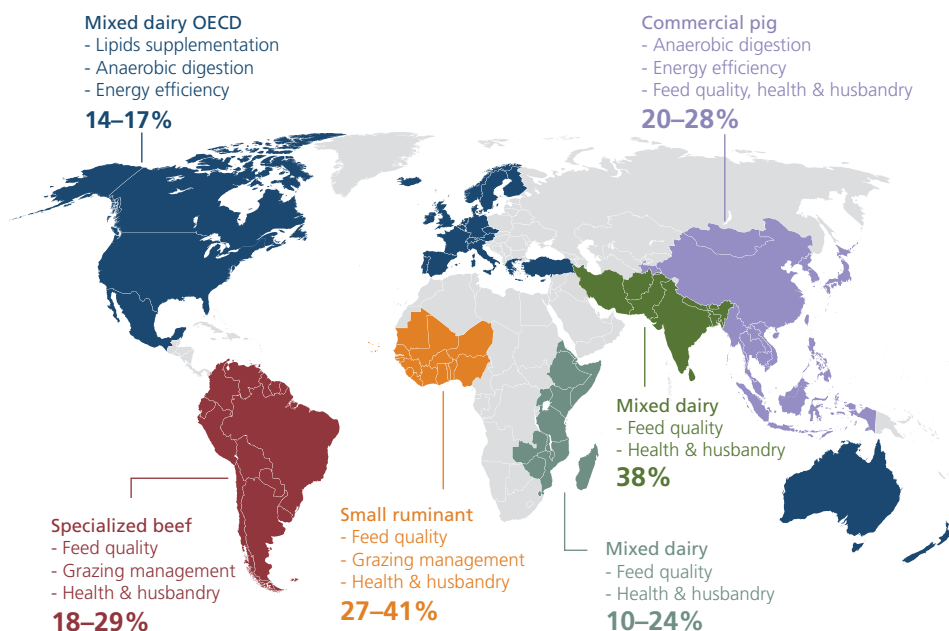 Mixed dairy OECD
- Lipids supplementation
- Anaerobic digestion
- Energy efficiency
14–17%
Commercial pig
- Anaerobic digestion
- Energy efficiency
- Feed quality, health & husbandry
20–28%
Mixed dairy
- Feed quality
- Health & husbandry
38%
Specialized beef
- Feed quality
- Grazing management
- Health & husbandry
18–29%
Small ruminant
- Feed quality
- Grazing management
- Health & husbandry
27–41%
Mixed dairy
- Feed quality
- Health & husbandry
10–24%